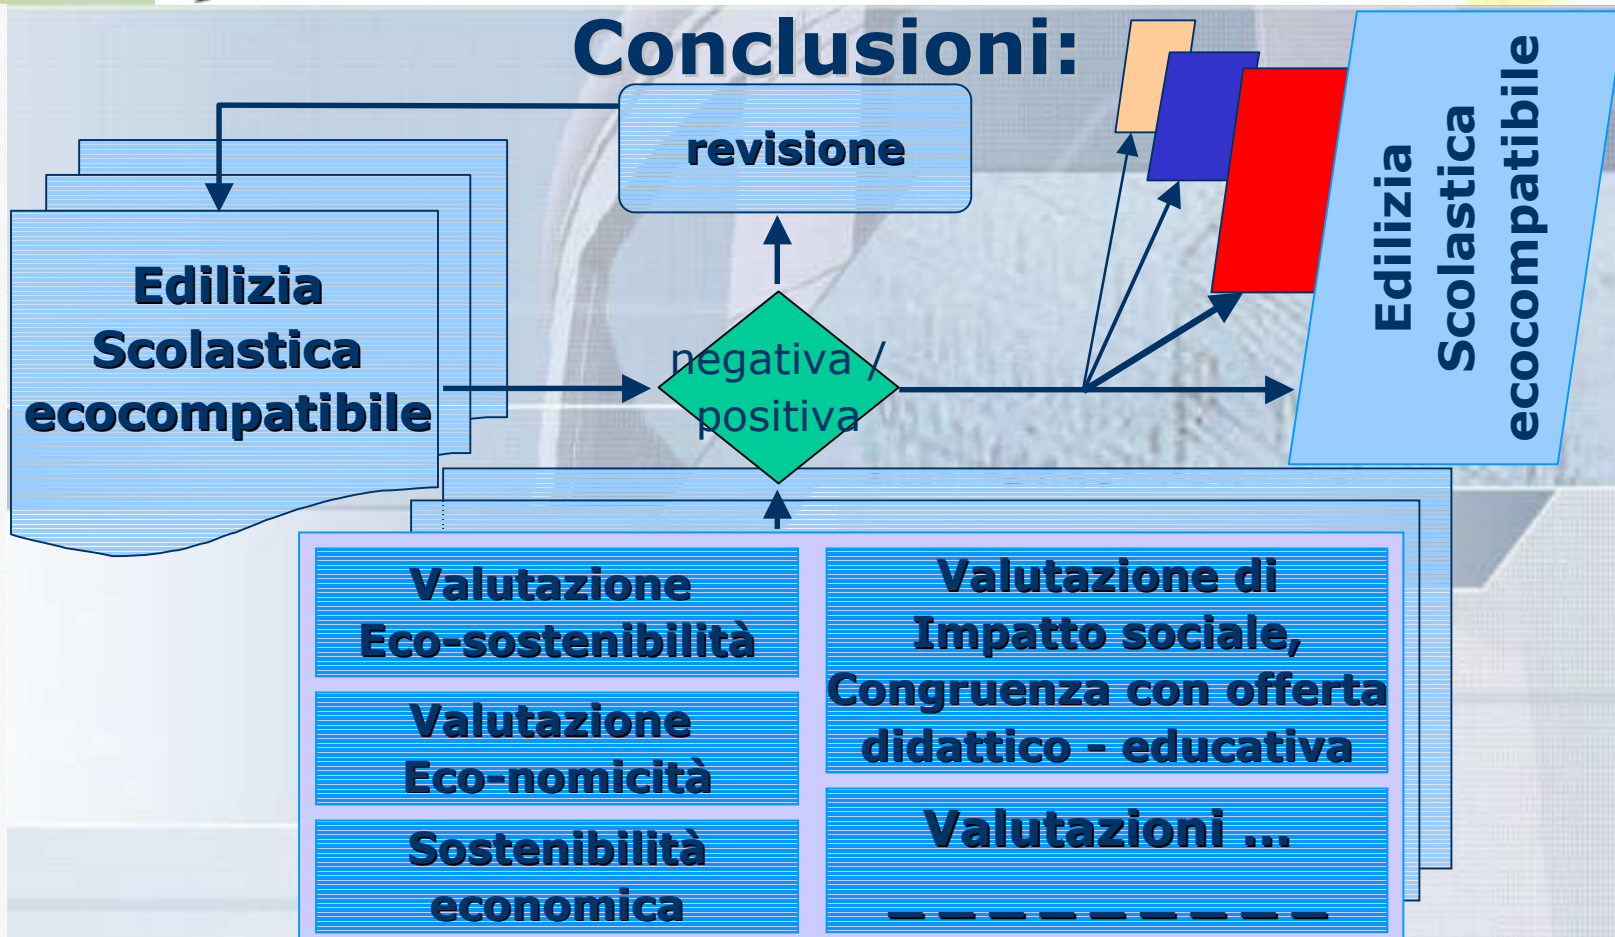 Conclusioni:
revisione
Edilizia
Scolastica
ecocompatibile
negativa /
positiva
Edilizia
Scolastica
ecocompatibile
Valutazione
Eco-sostenibilità
Valutazione
Eco-nomicità
Sostenibilità
economica
Valutazione di
Impatto sociale,
Congruenza con offerta
didattico - educativa
Valutazioni ...
_ _ _ _ _ _ _ _ _